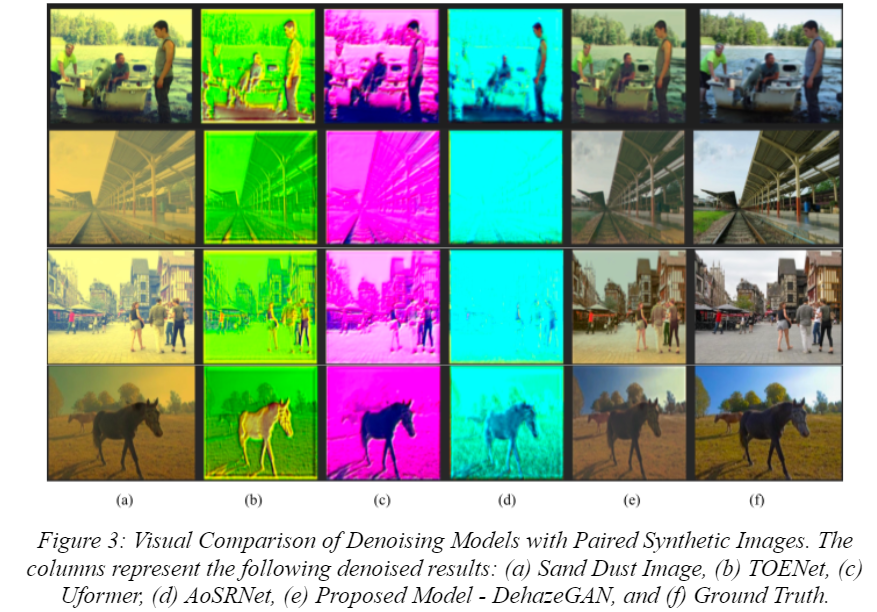 (a) (b) (c) (d) (e) (f)
Figure 3: Visual Comparison of Denoising Models with Paired Synthetic Images. The
columns represent the following denoised results: (a) Sand Dust Image, (b) TOENet, (c)
Uformer, (d) AoSRNet, (e) Proposed Model - DehazeGAN, and (f) Ground Truth.